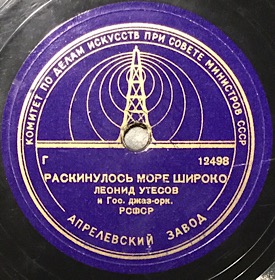 КОМИТЕТ ПО ДЕЛАМ ИСКУССТВ ПРИ СОВЕТЕ МИНИСТРОВ СССР
Г 12498
РАСКИНУЛОСЬ МОРЕ ШИРОКО
ЛЕОНИД УТЕСОВ
и Гос. джаз-орк.
РСФСР
АПРЕЛЕВСКИЙ ЗАВОД